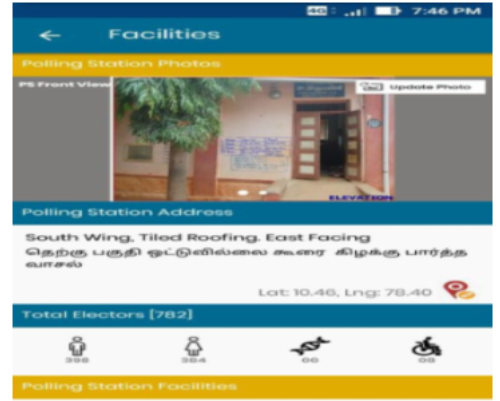 4G 7:46 PM
Facilities
Polling Station Photos
PS Front View
Update Photo
ELEVATION
Polling Station Address
South Wing, Tiled Roofing. East Facing
தெற்கு பகுதி ஒட்டுவில்லை கூரை கிழக்கு பார்த்த
வாசல்
Lat: 10.46, Lng: 78.40
Total Electors [782]
398 384 00 08
Polling Station Facilities